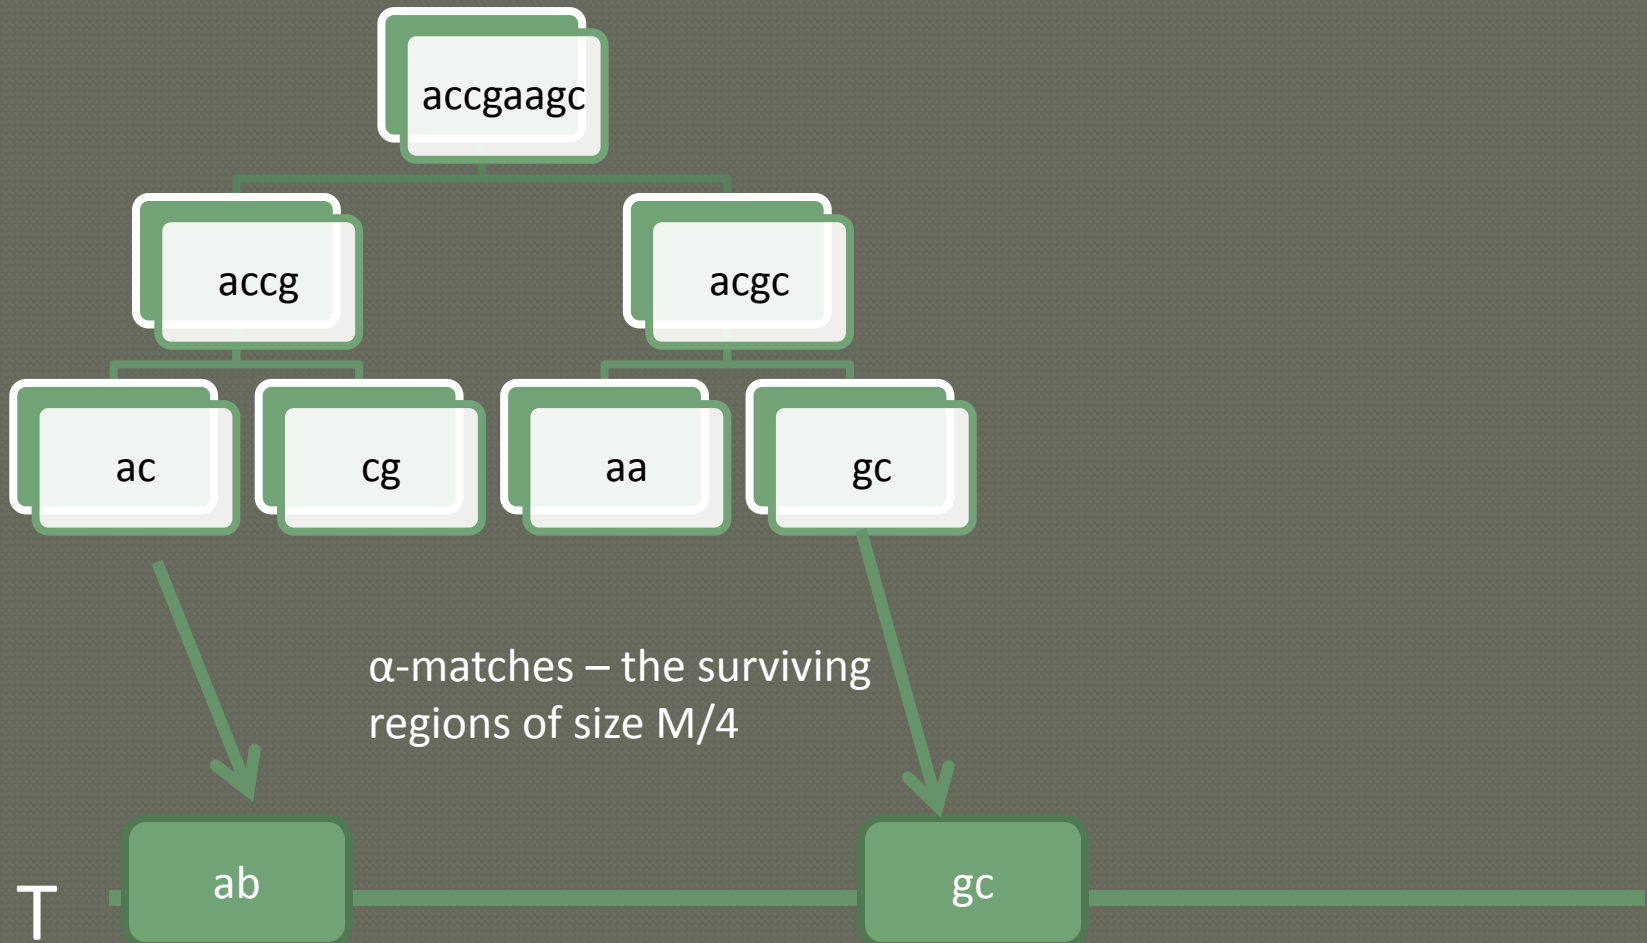 accgaagc
accg
acgc
ac
cg
aa
gc
α-matches – the surviving
regions of size M/4
ab
gc
T